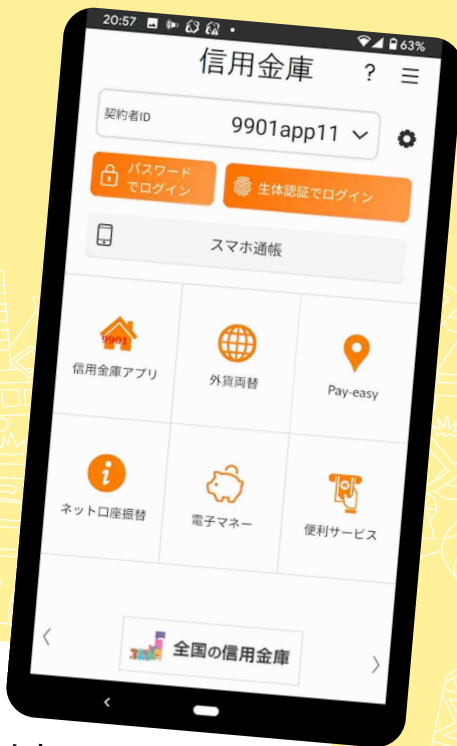 20:57
63%
信用金庫
?
契約者ID
9901app11
パスワード
でログイン
生体認証でログイン
スマホ通帳
9901
信用金庫アプリ
外貨両替
Pay-easy
ネット口座振替
電子マネー
便利サービス
全国の信用金庫